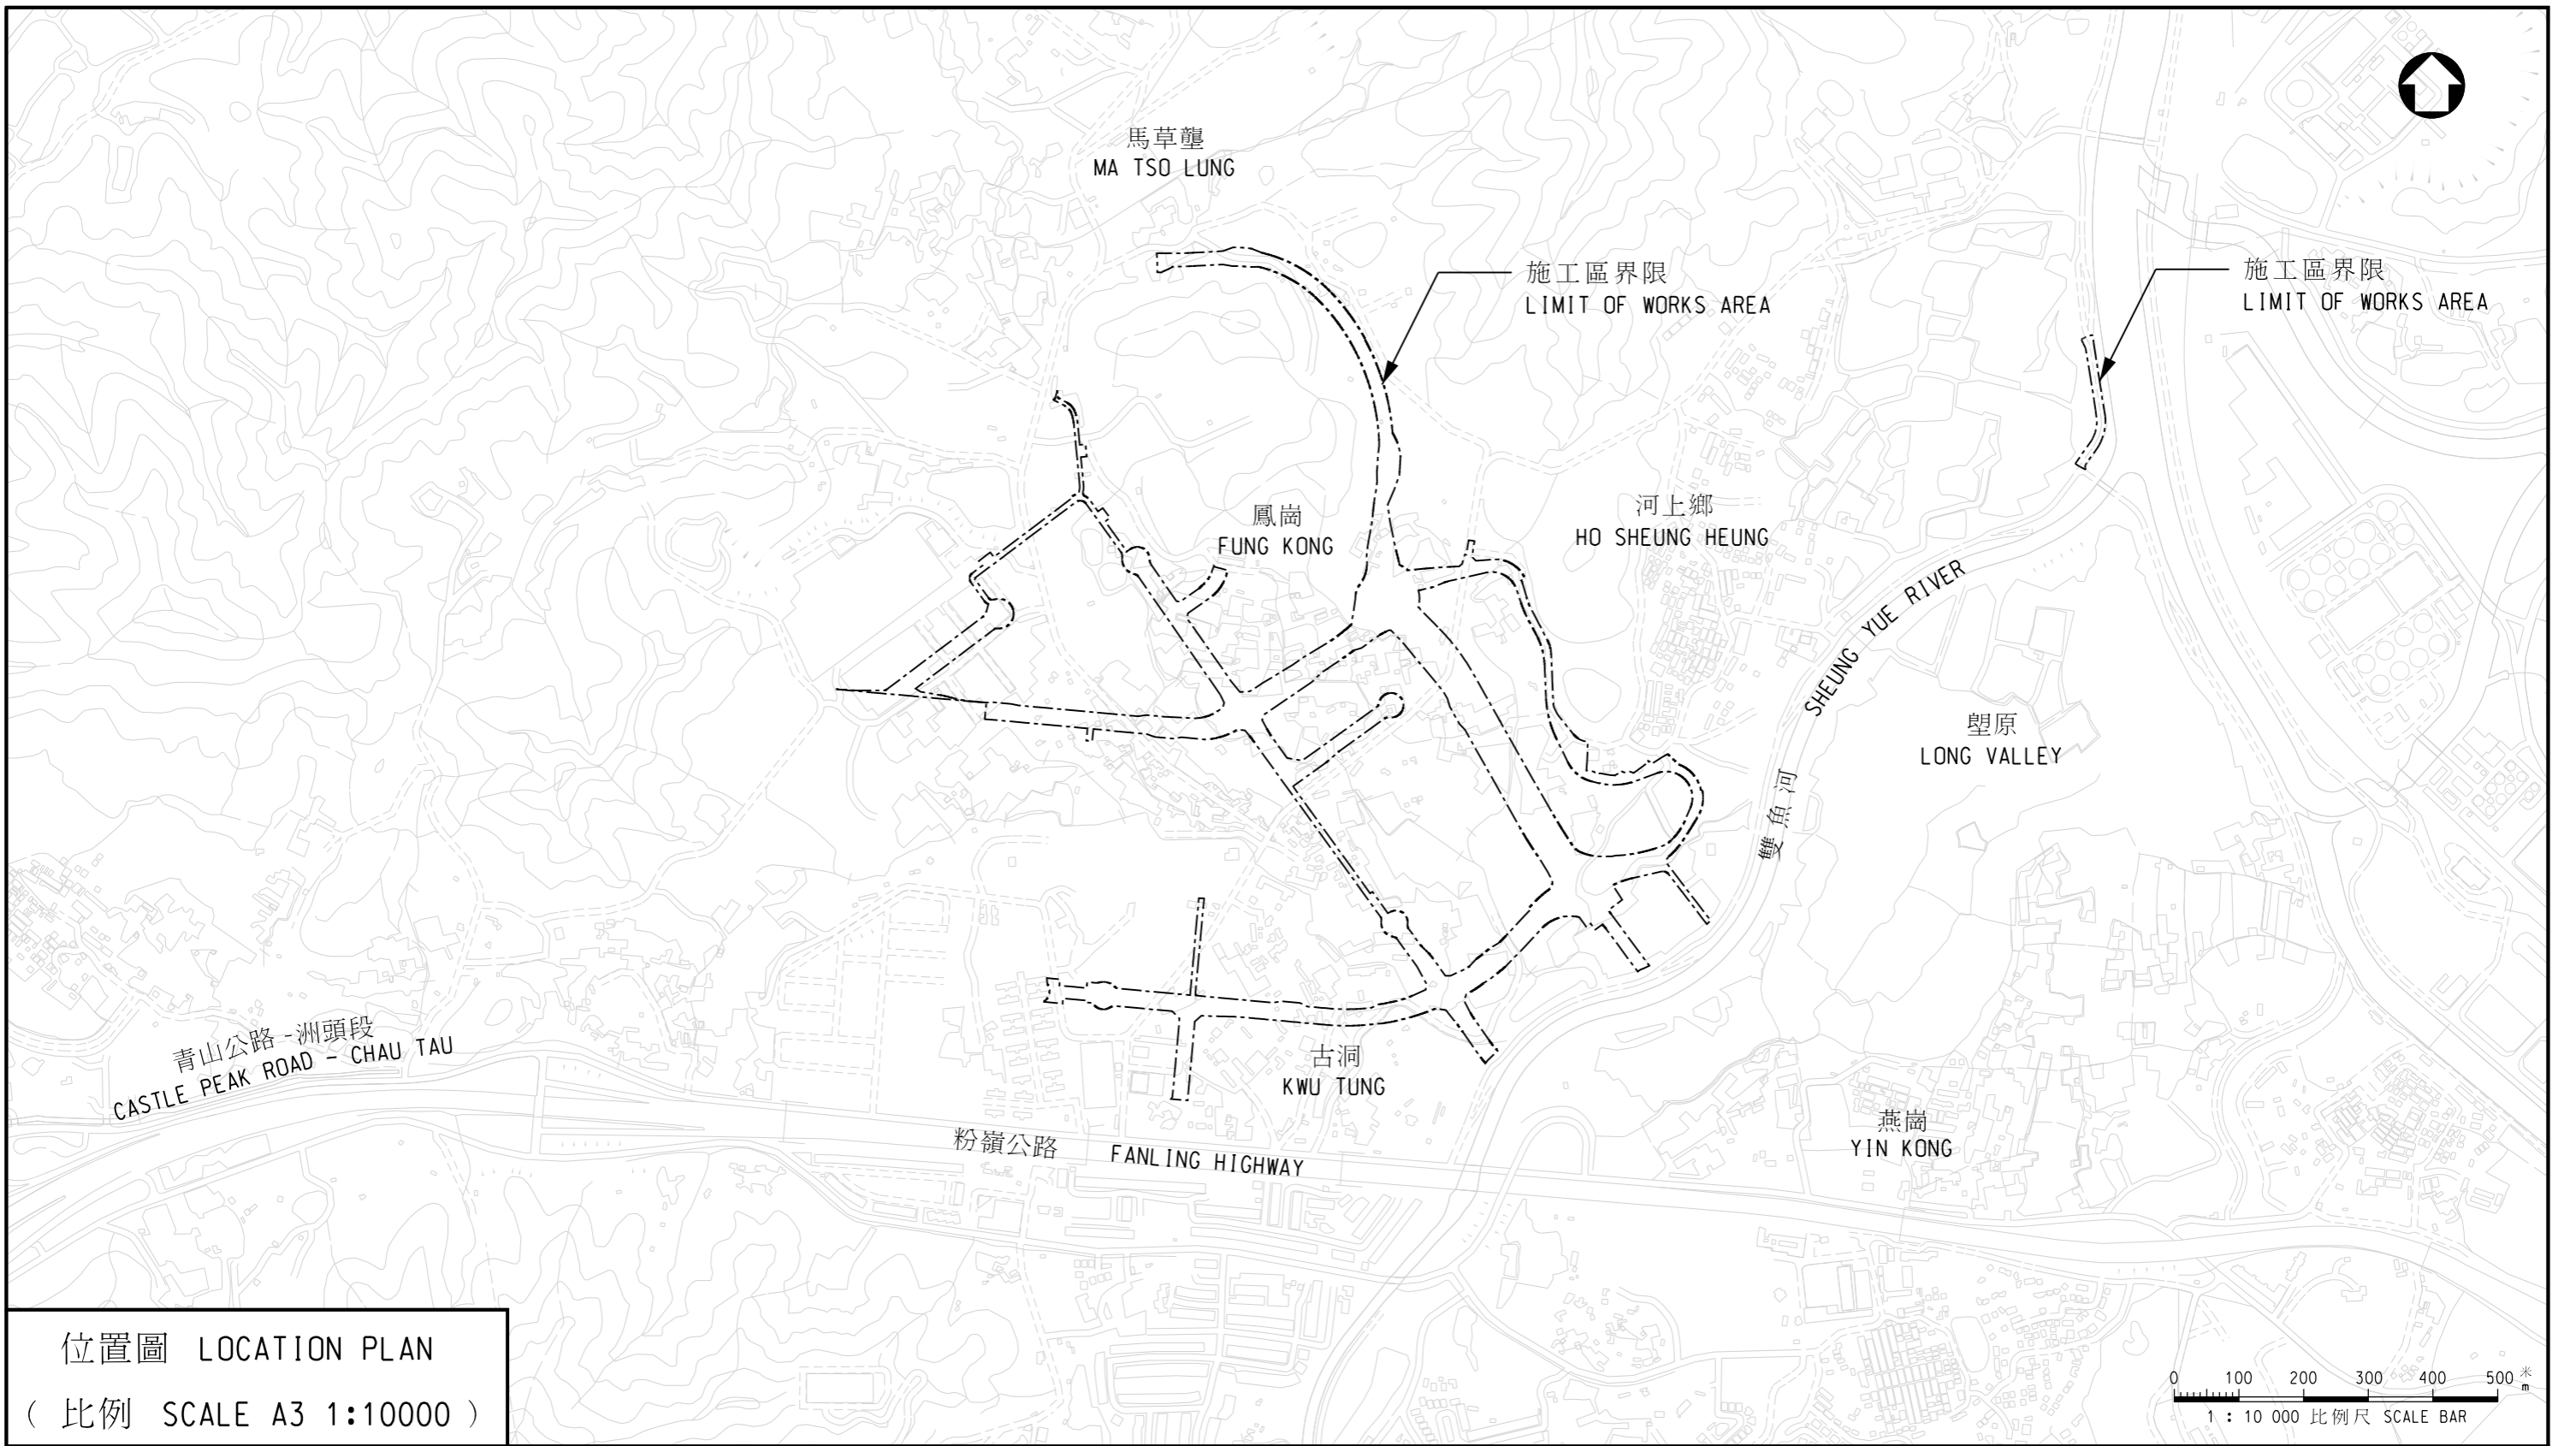 馬草壟
MA TSO LUNG
施工區界限
LIMIT OF WORKS AREA
施工區界限
LIMIT OF WORKS AREA
鳳崗
FUNG KONG
河上鄉
HO SHEUNG HEUNG
SHEUNG YUE RIVER
雙魚河
塱原
LONG VALLEY
青山公路-洲頭段
CASTLE PEAK ROAD - CHAU TAU
古洞
KWU TUNG
粉嶺公路 FANLING HIGHWAY
燕崗
YIN KONG
位置圖 LOCATION PLAN
( 比例 SCALE A3 1:10000 )
0 100 200 300 400 500 米
m
1 : 10 000 比例尺 SCALE BAR